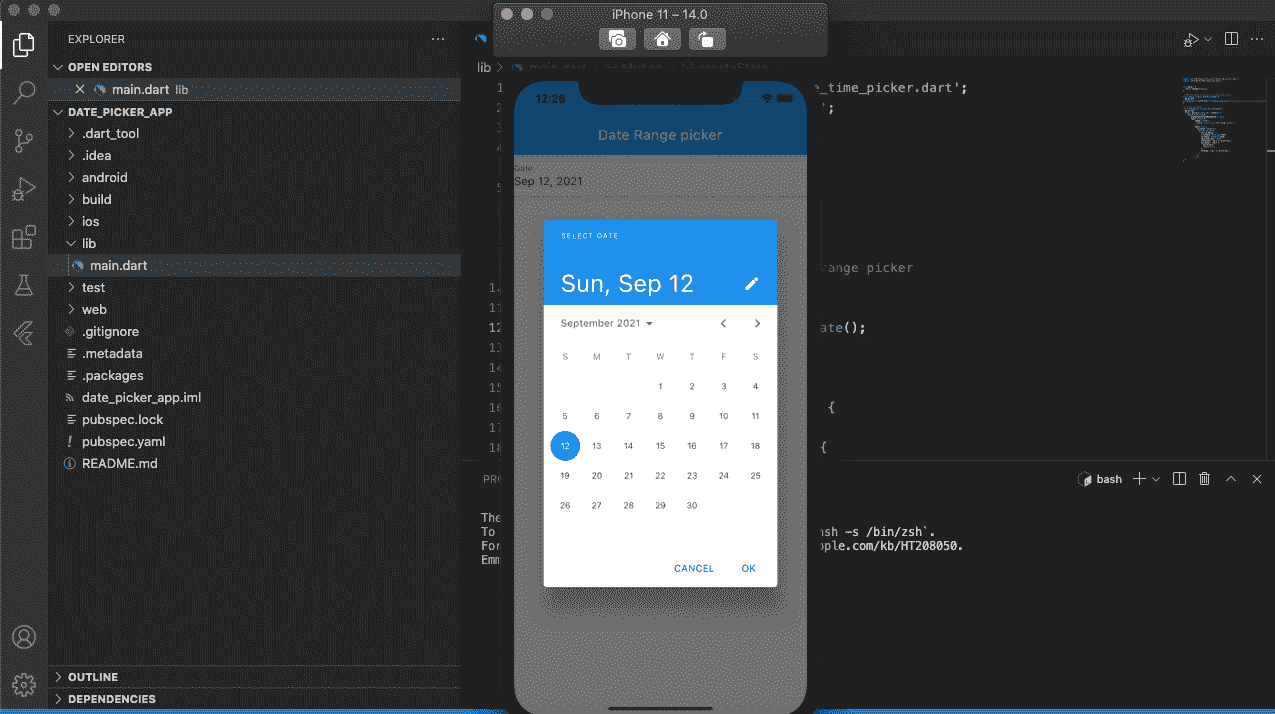 iPhone 11 – 14.0
EXPLORER
OPEN EDITORS
main.dart lib
DATE_PICKER_APP
.dart_tool
.idea
android
build
ios
lib
main.dart
test
web
.gitignore
.metadata
.packages
date_picker_app.iml
pubspec.lock
pubspec.yaml
README.md
OUTLINE
DEPENDENCIES
lib
main.dart
MyApp
createState
e_time_picker.dart';
';
range picker
ate();
{
{
12:26
Date Range picker
Date
Sep 12, 2021
SELECT DATE
Sun, Sep 12
September 2021
S M T W T F S
1 2 3 4
5 6 7 8 9 10 11
12 13 14 15 16 17 18
19 20 21 22 23 24 25
26 27 28 29 30
CANCEL OK
bash
The
To
For
Emm
hsh -s /bin/zsh`.
pple.com/kb/HT208050.